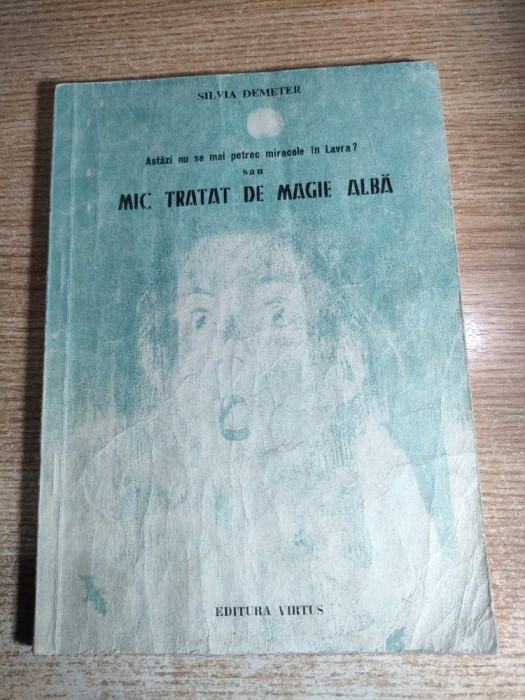 SILVIA DEMETER
Astăzi nu se mai petrec miracole în Lavra?
sau
MIC TRATAT DE MAGIE ALBĂ
EDITURA VIRTUS